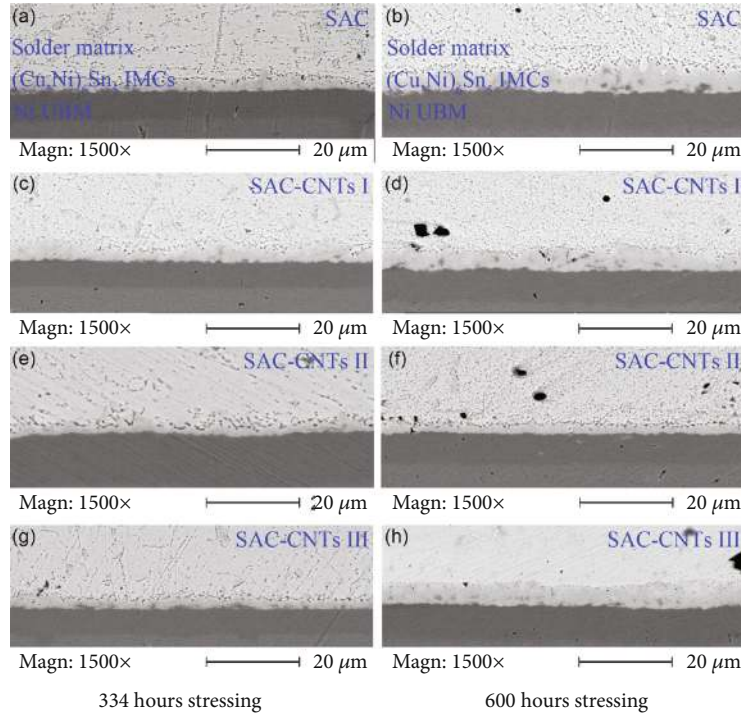 (a) SAC
Solder matrix
(Cu,Ni)6Sn5 IMCs
Ni UBM
Magn: 1500× 20 μm
(b) SAC
Solder matrix
(Cu,Ni)6Sn5 IMCs
Ni UBM
Magn: 1500× 20 μm
(c) SAC-CNTs I
Magn: 1500× 20 μm
(d) SAC-CNTs I
Magn: 1500× 20 μm
(e) SAC-CNTs II
Magn: 1500× 20 μm
(f) SAC-CNTs II
Magn: 1500× 20 μm
(g) SAC-CNTs III
Magn: 1500× 20 μm
(h) SAC-CNTs III
Magn: 1500× 20 μm
334 hours stressing
600 hours stressing